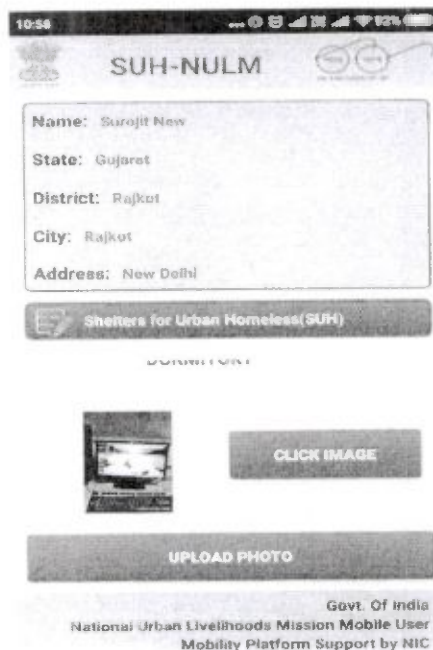 10:58 ... 92%
SUH-NULM
Name: Surojit New
State: Gujarat
District: Rajkot
City: Rajkot
Address: New Delhi
Shelters for Urban Homeless(SUH)
DORMITORY
CLICK IMAGE
UPLOAD PHOTO
Govt. Of India
National Urban Livelihoods Mission Mobile User
Mobility Platform Support by NIC